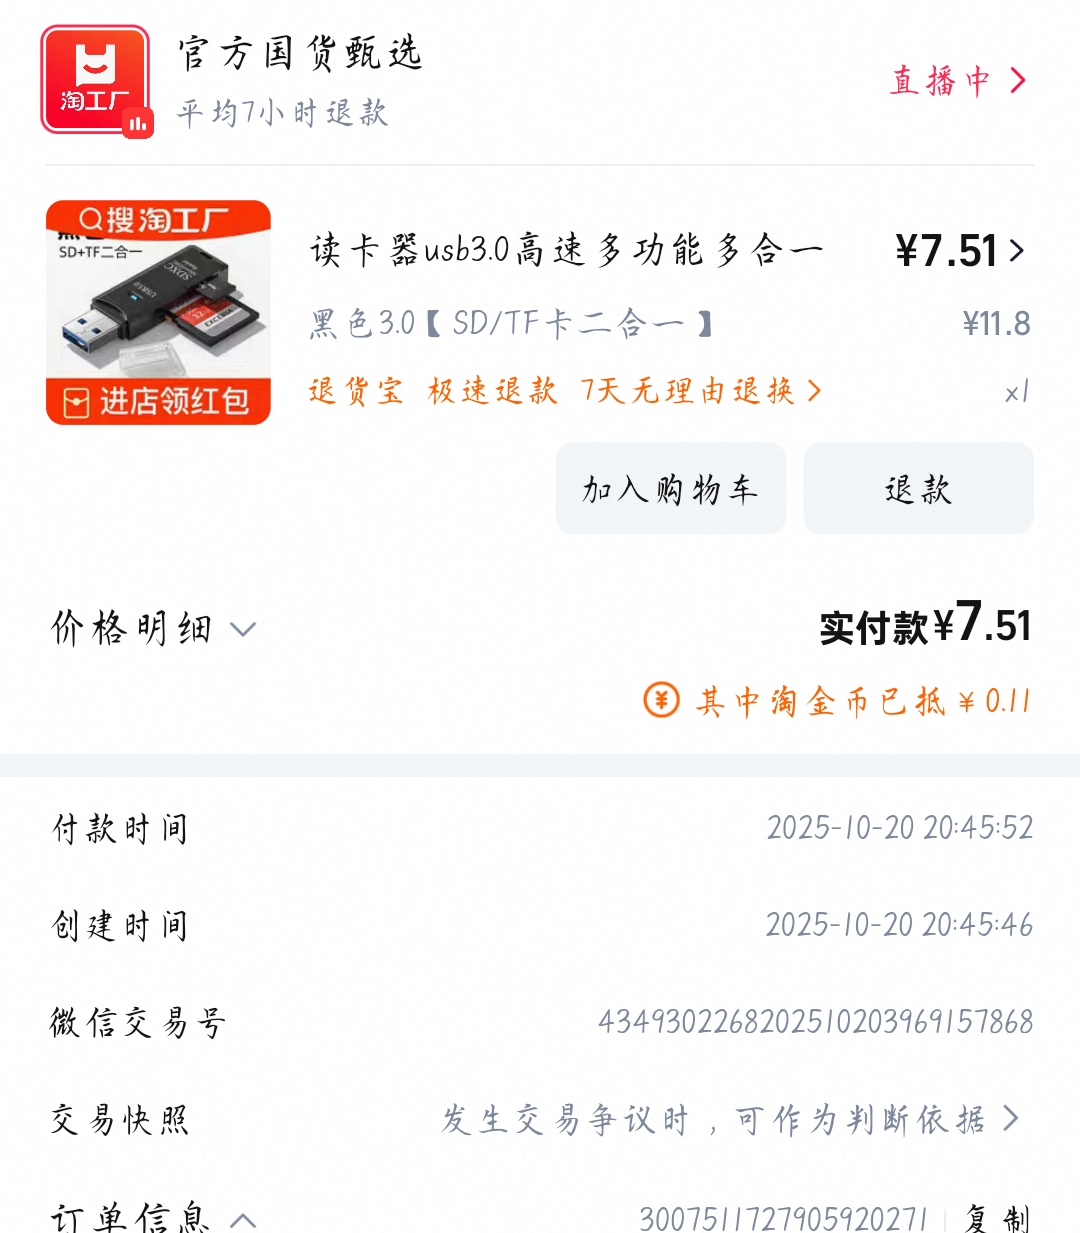 官方国货甄选
淘工厂
平均7小时退款
直播中
搜淘工厂
SD+TF二合一
SDXC
USB3.0
32
EXCERIA
进店领红包
读卡器usb3.0高速多功能多合一
¥7.51
黑色3.0【SD/TF卡二合一】
¥11.8
退货宝 极速退款 7天无理由退换
x1
加入购物车
退款
价格明细
实付款¥7.51
其中淘金币已抵¥0.11
付款时间
2025-10-20 20:45:52
创建时间
2025-10-20 20:45:46
微信交易号
4349302268202510203969157868
交易快照
发生交易争议时，可作为判断依据
订单信息
3007511727905920271
复制